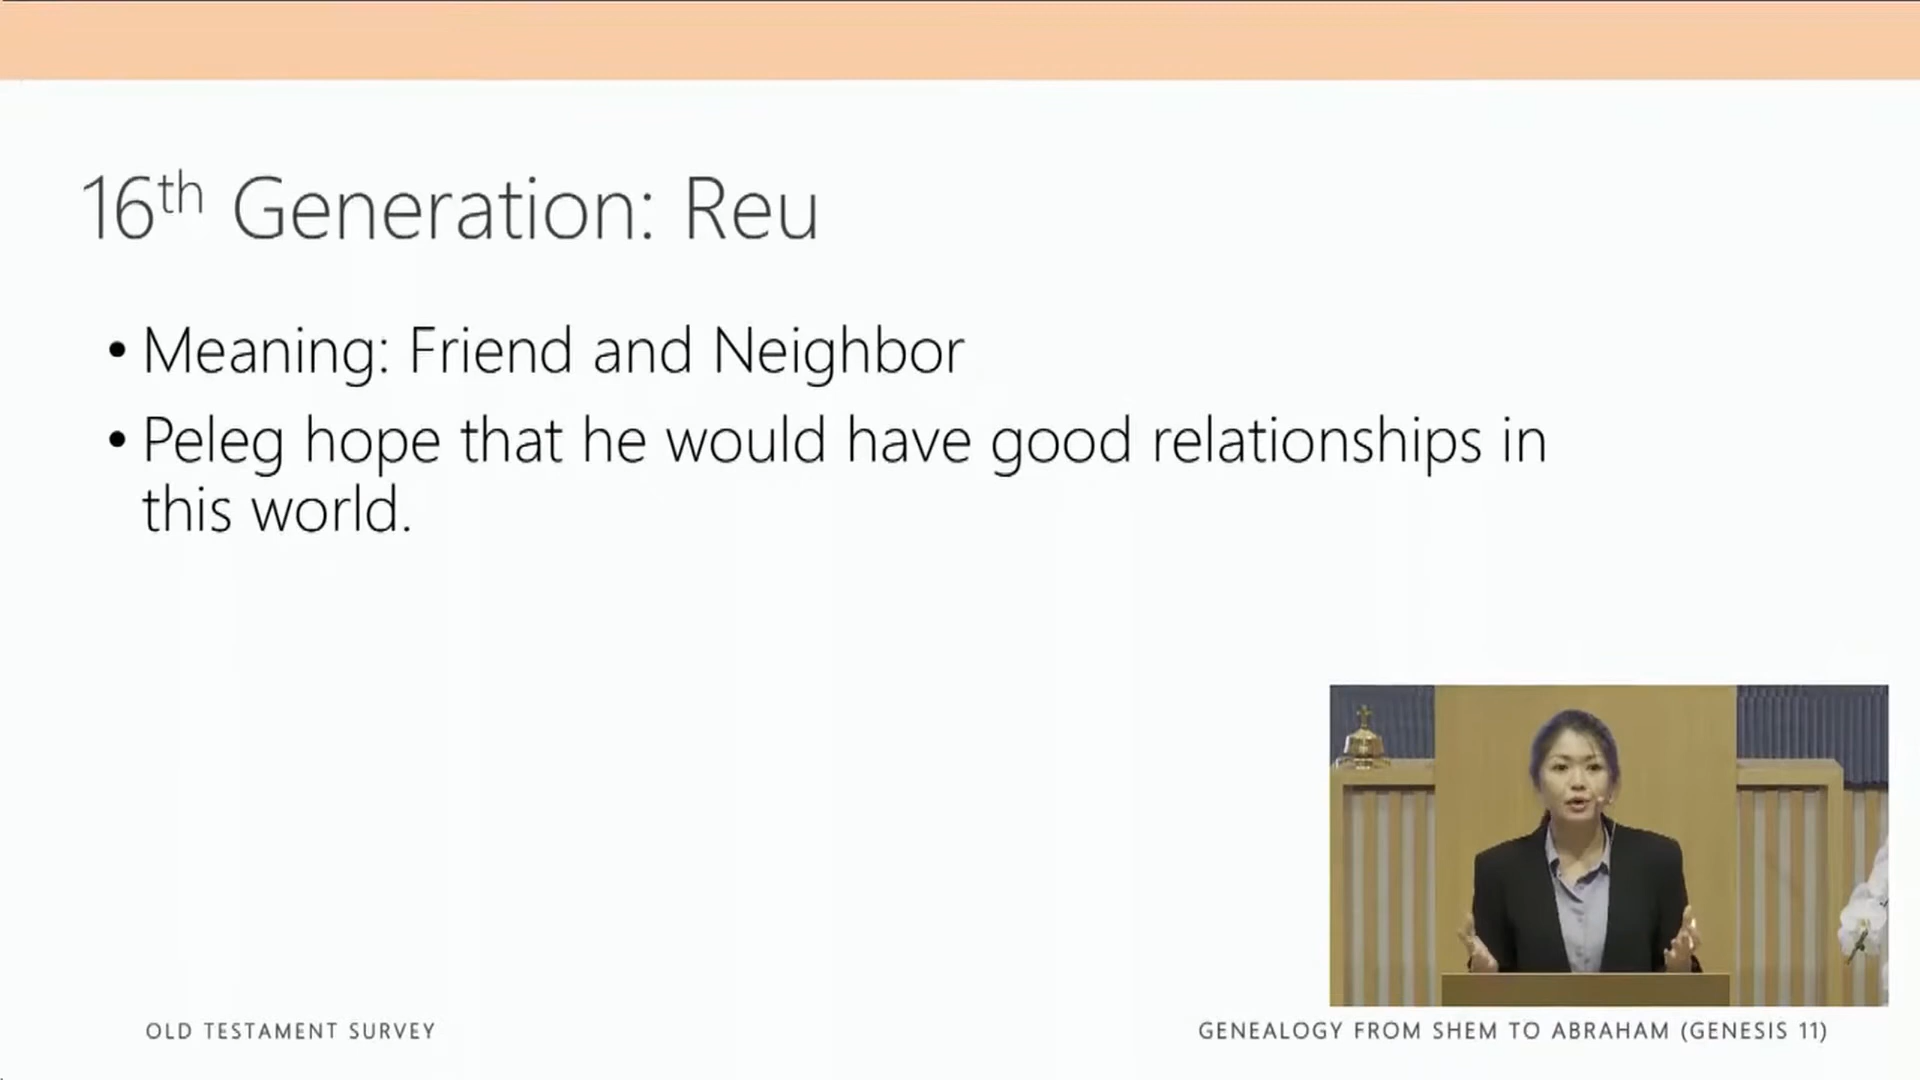 16th Generation: Reu
• Meaning: Friend and Neighbor
• Peleg hope that he would have good relationships in
this world.
OLD TESTAMENT SURVEY
GENEALOGY FROM SHEM TO ABRAHAM (GENESIS 11)